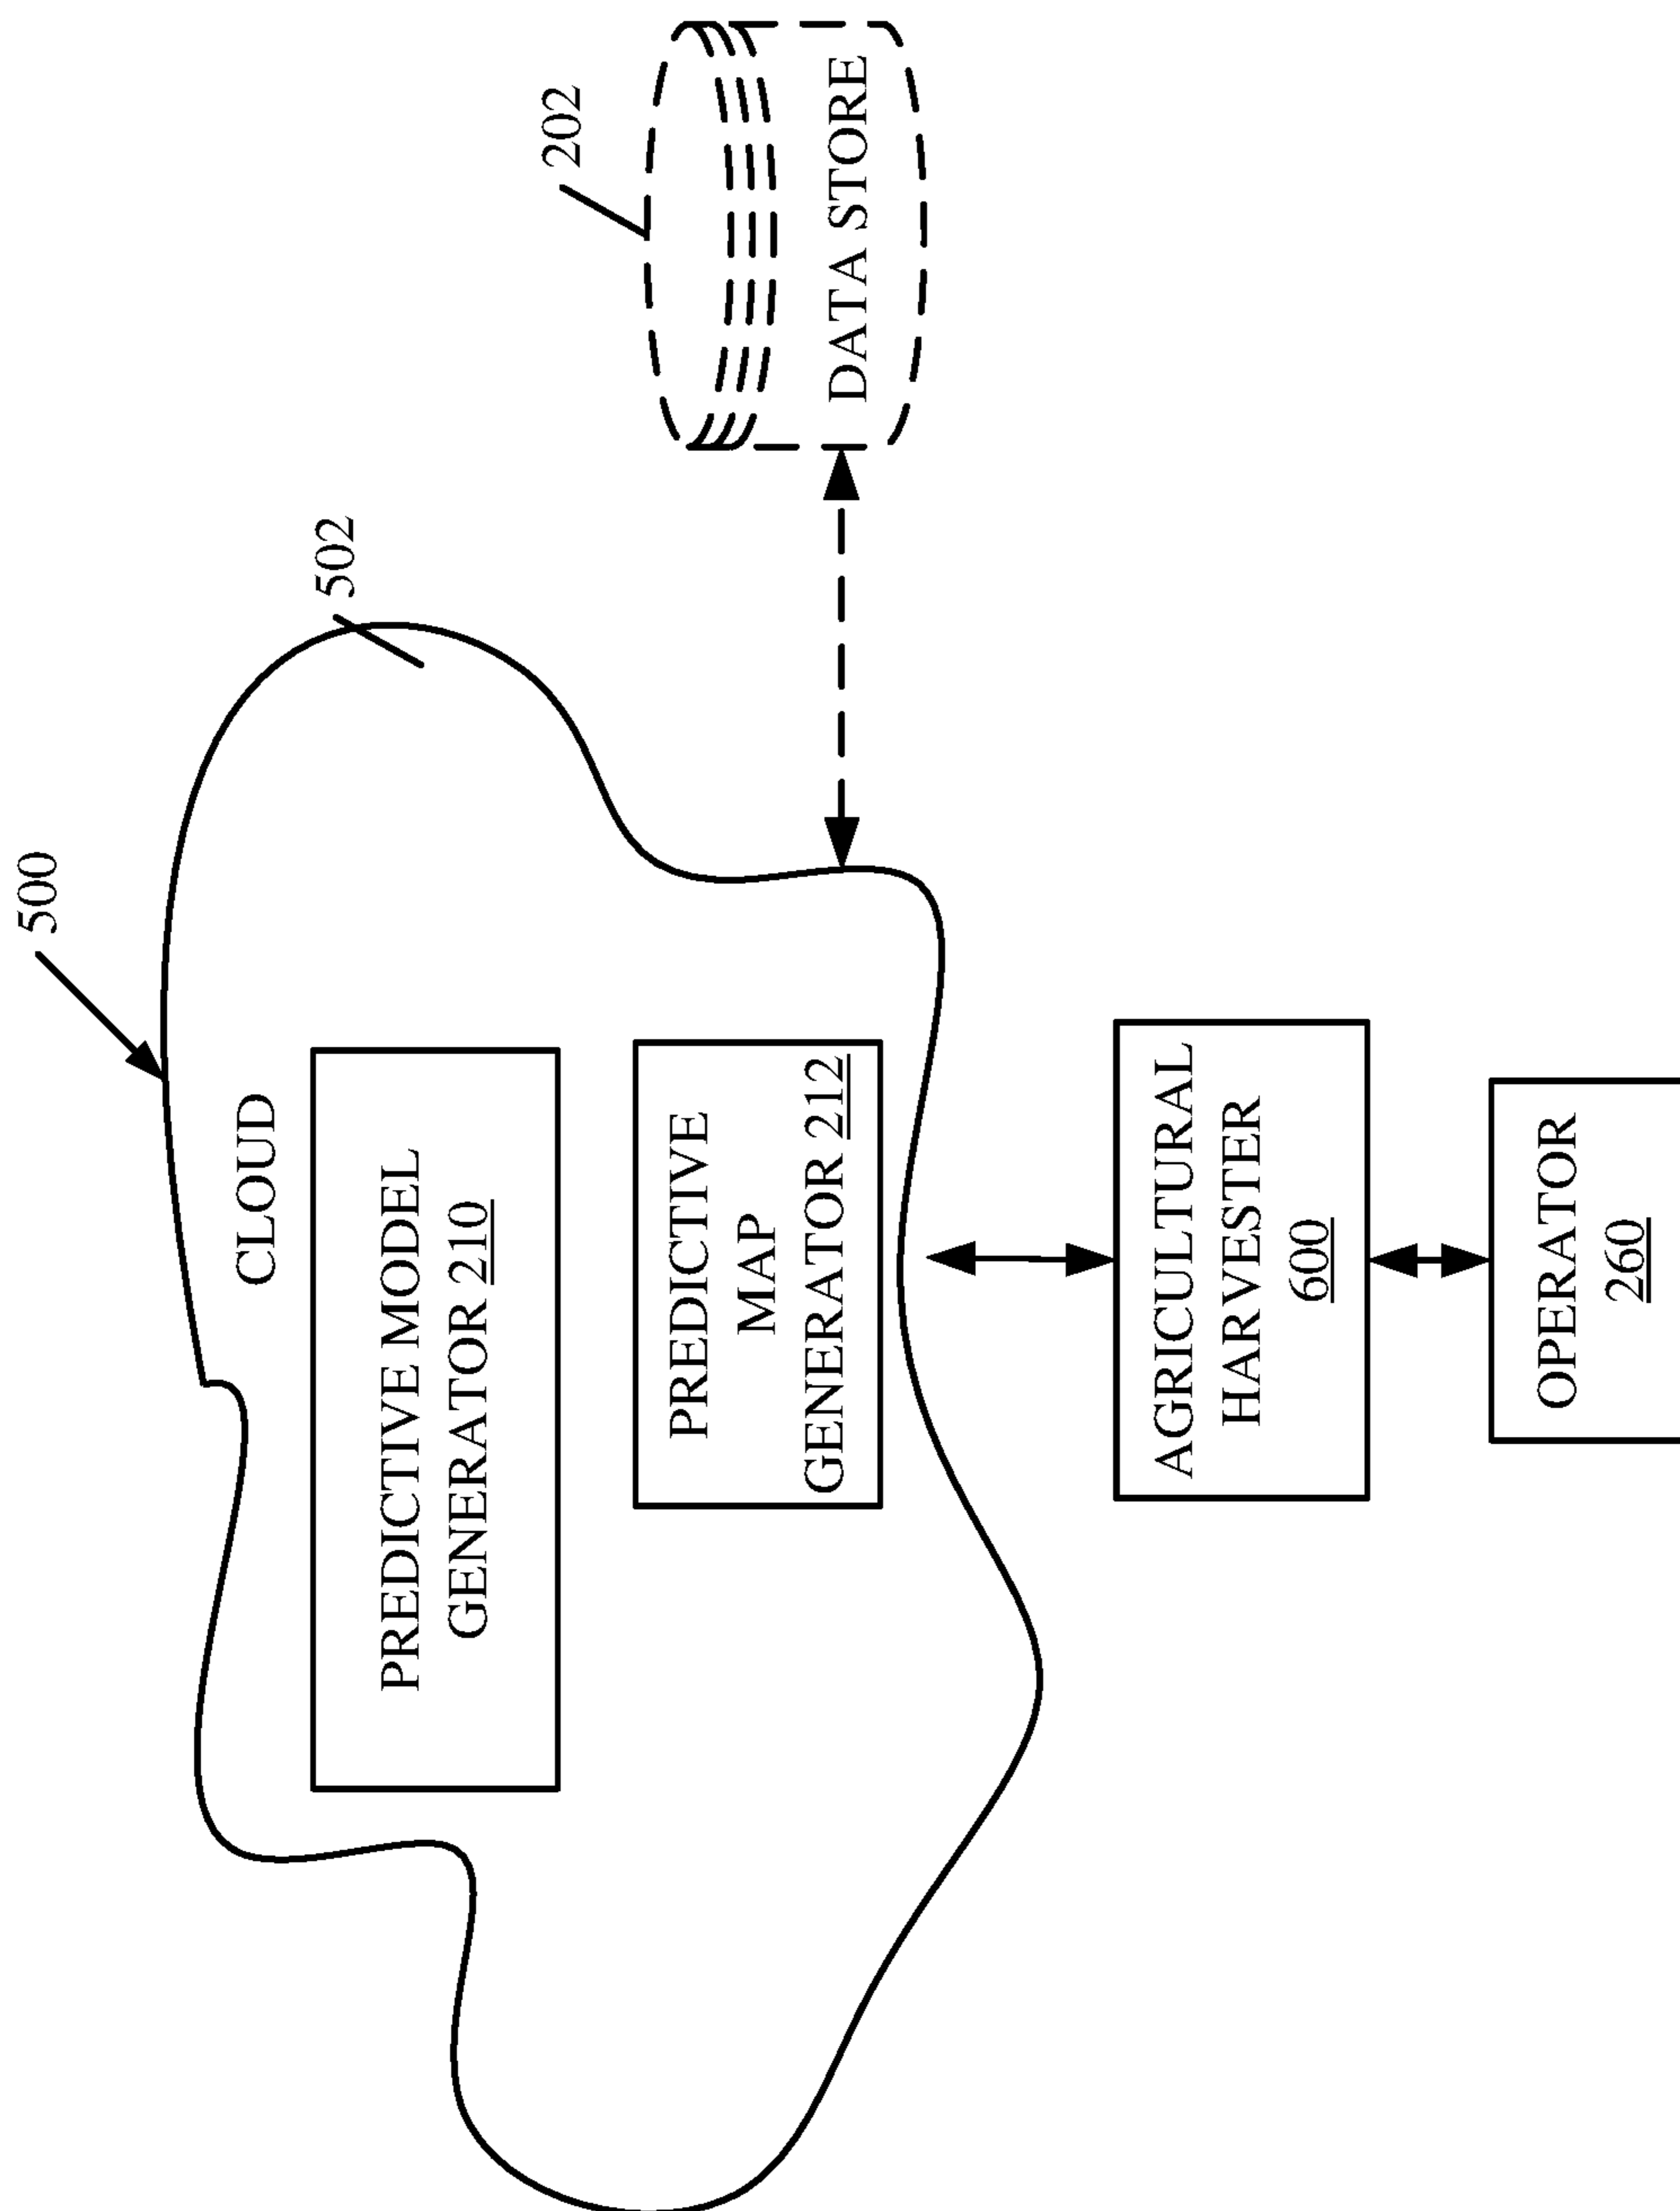 500
CLOUD
502
PREDICTIVE MODEL
GENERATOR 210
202
PREDICTIVE
MAP
GENERATOR 212
DATA STORE
AGRICULTURAL
HARVESTER
600
OPERATOR
260